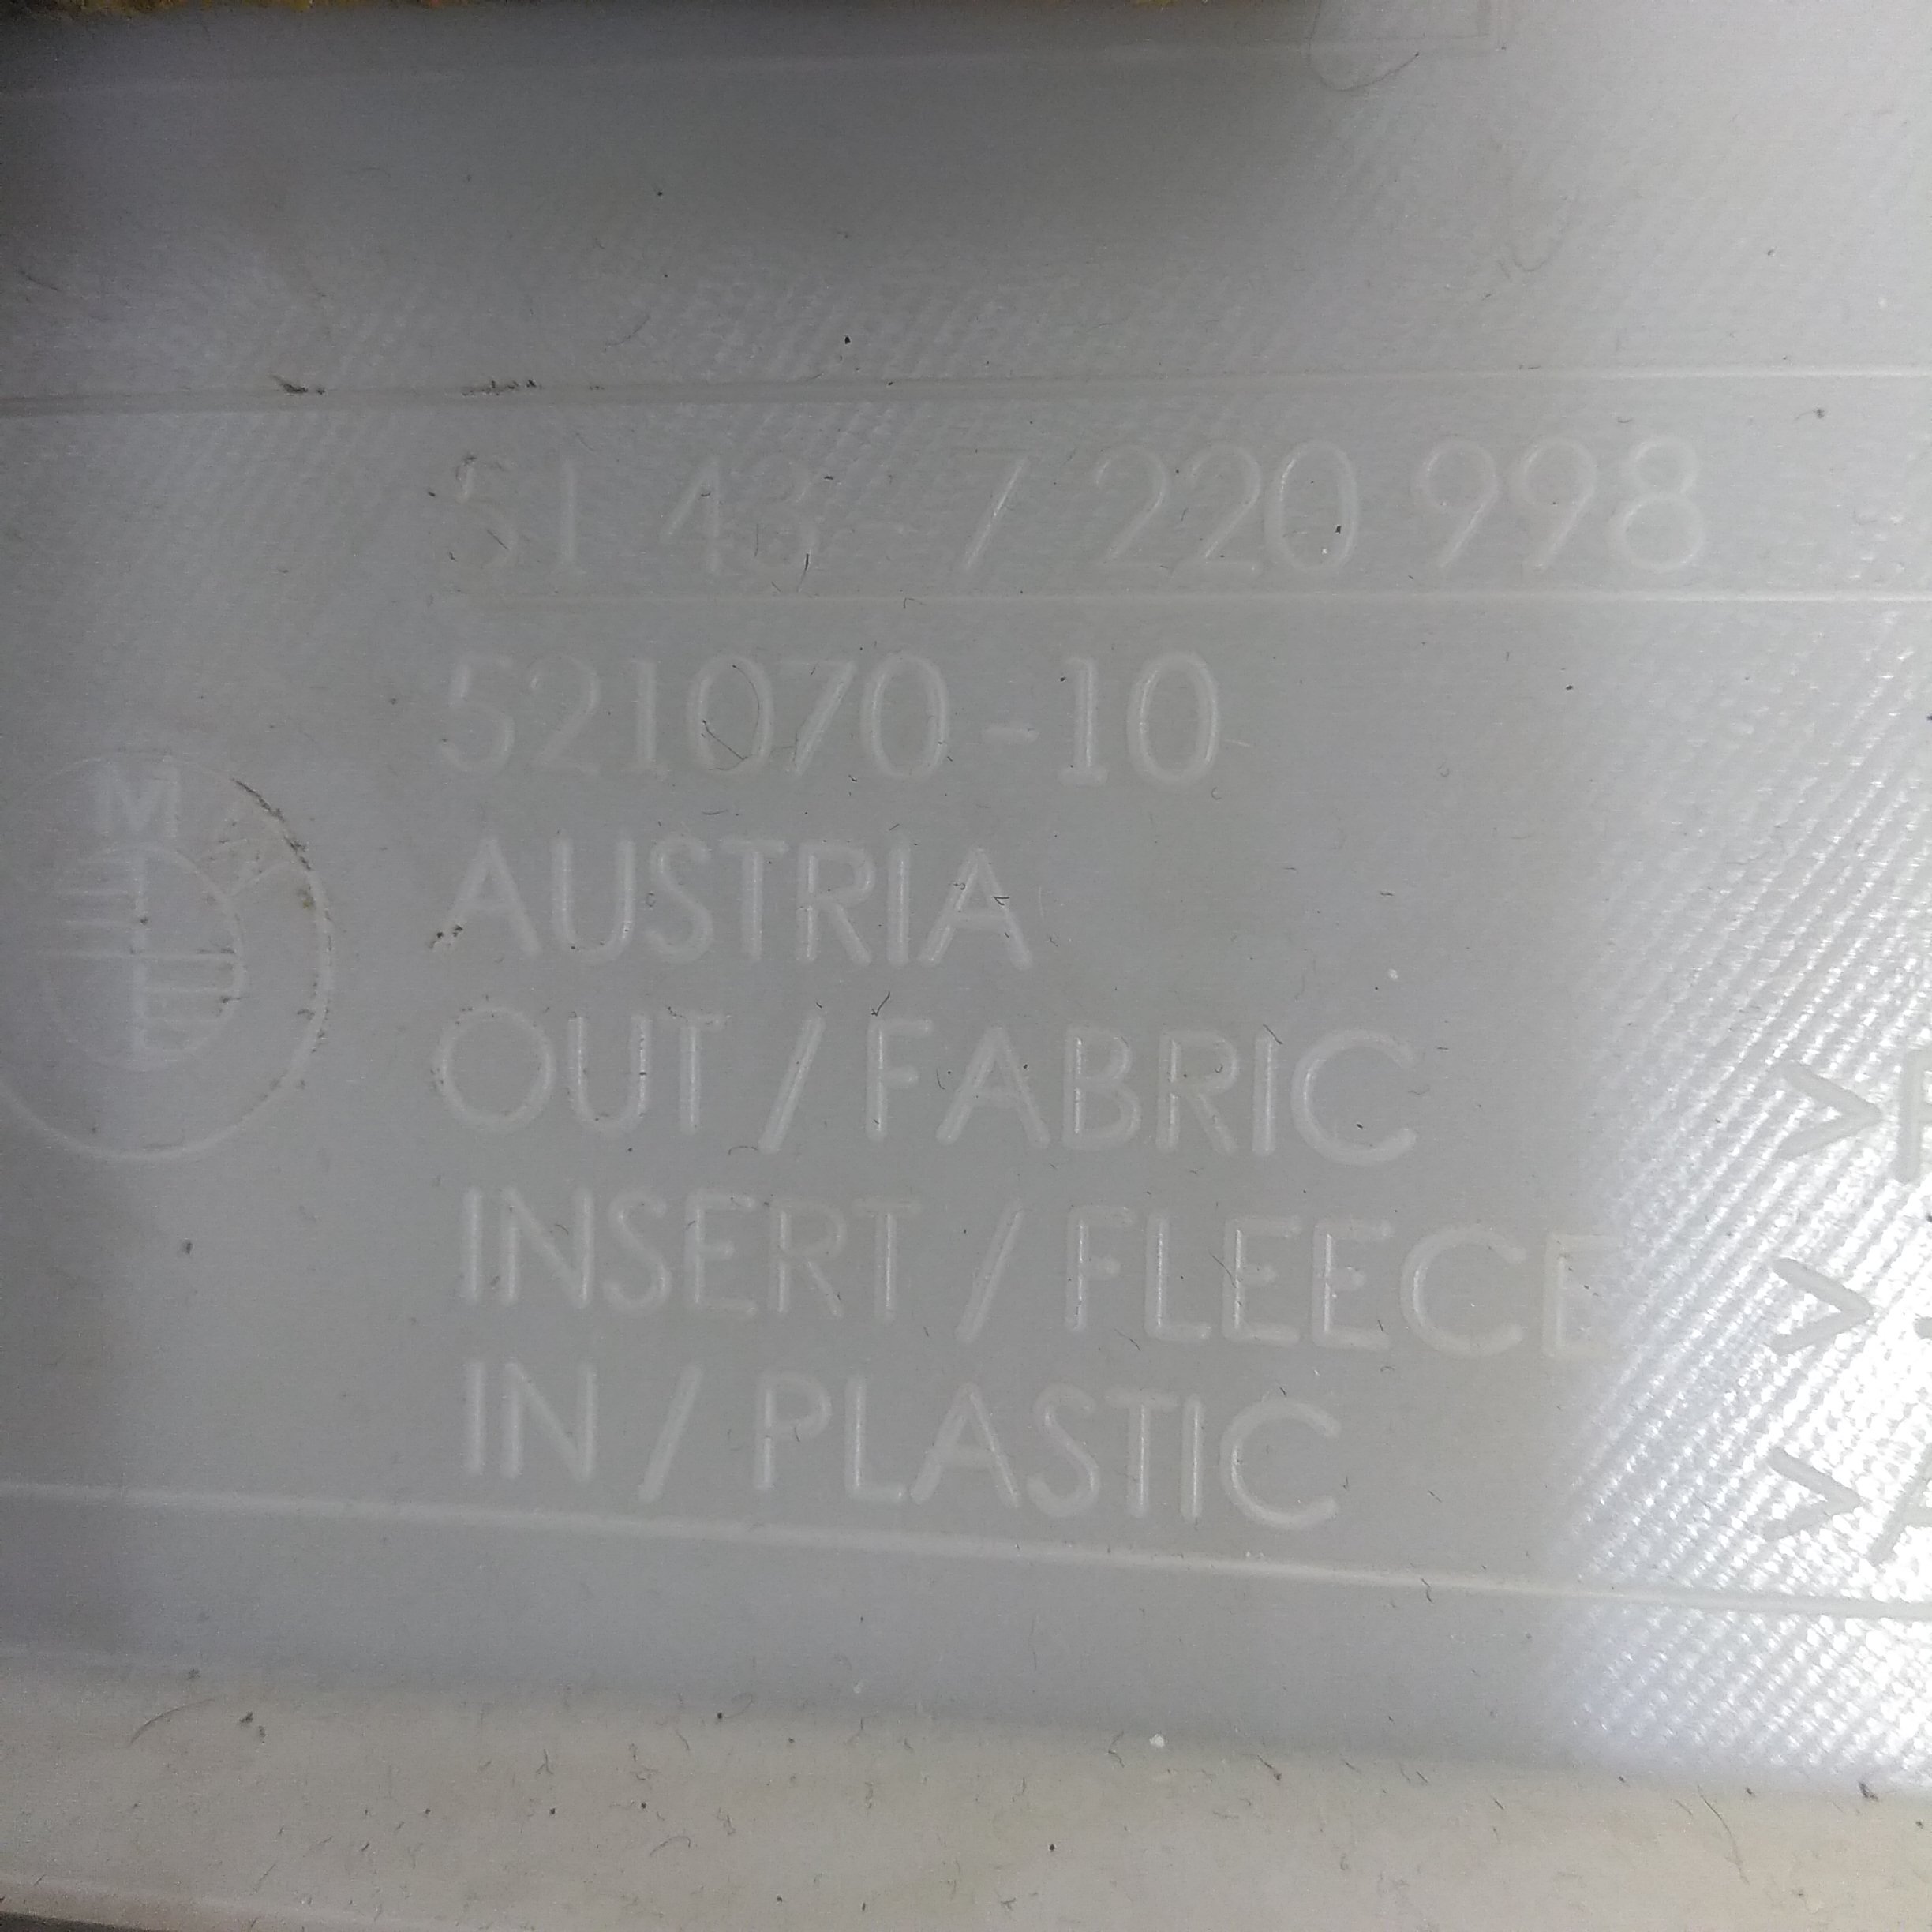 51 43 - 7 220 998
521070-10
M W
AUSTRIA
OUT / FABRIC
INSERT / FLEECE
IN / PLASTIC